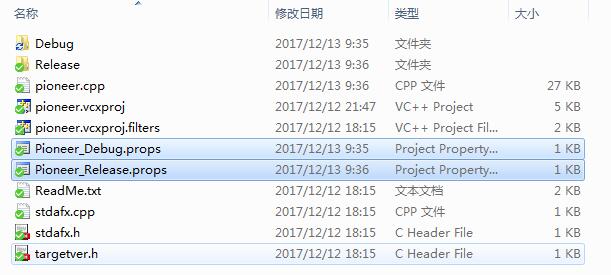 名称 修改日期 类型 大小
Debug 2017/12/13 9:35 文件夹
Release 2017/12/13 9:36 文件夹
pioneer.cpp 2017/12/13 9:36 CPP 文件 27 KB
pioneer.vcxproj 2017/12/12 21:47 VC++ Project 5 KB
pioneer.vcxproj.filters 2017/12/12 18:15 VC++ Project Fil... 2 KB
Pioneer_Debug.props 2017/12/13 9:35 Project Property... 1 KB
Pioneer_Release.props 2017/12/13 9:36 Project Property... 1 KB
ReadMe.txt 2017/12/12 18:15 文本文档 2 KB
stdafx.cpp 2017/12/12 18:15 CPP 文件 1 KB
stdafx.h 2017/12/12 18:15 C Header File 1 KB
targetver.h 2017/12/12 18:15 C Header File 1 KB